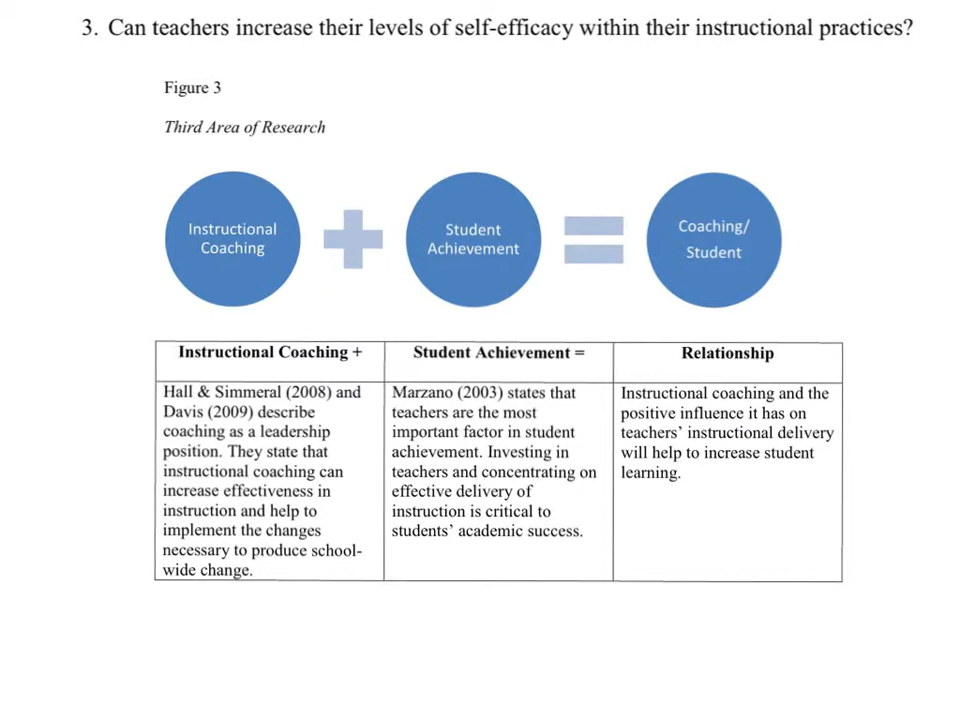 3. Can teachers increase their levels of self-efficacy within their instructional practices?
Figure 3
Third Area of Research
Instructional
Coaching
Student
Achievement
Coaching/
Student
Instructional Coaching +
Student Achievement =
Relationship
Hall & Simmeral (2008) and
Davis (2009) describe
coaching as a leadership
position. They state that
instructional coaching can
increase effectiveness in
instruction and help to
implement the changes
necessary to produce school-
wide change.
Marzano (2003) states that
teachers are the most
important factor in student
achievement. Investing in
teachers and concentrating on
effective delivery of
instruction is critical to
students’ academic success.
Instructional coaching and the
positive influence it has on
teachers’ instructional delivery
will help to increase student
learning.